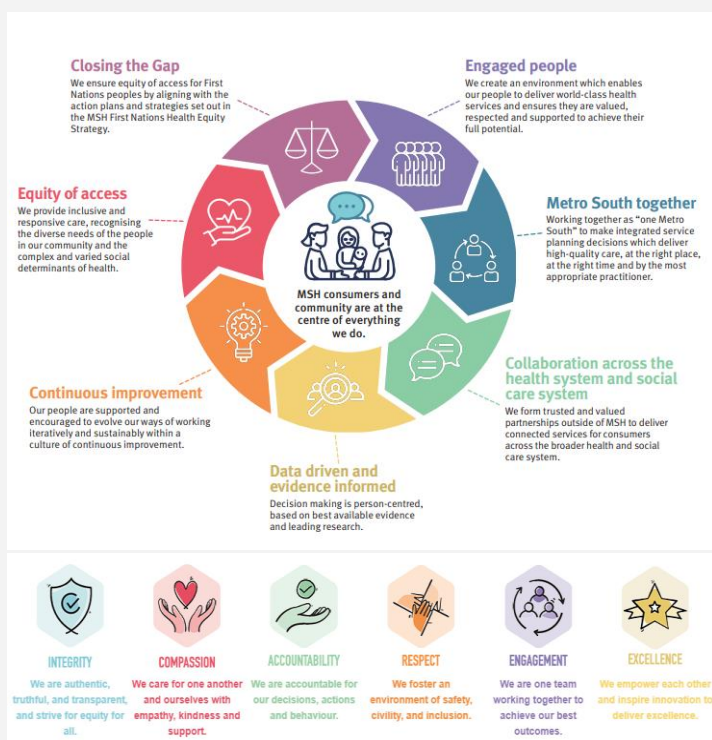 Closing the Gap
We ensure equity of access for First
Nations peoples by aligning with the
action plans and strategies set out in
the MSH First Nations Health Equity
Strategy.
Engaged people
We create an environment which enables
our people to deliver world-class health
services and ensures they are valued,
respected and supported to achieve their
full potential.
Equity of access
We provide inclusive and
responsive care, recognising
the diverse needs of the people
in our community and the
complex and varied social
determinants of health.
Metro South together
Working together as "one Metro
South" to make integrated service
planning decisions which deliver
high-quality care, at the right place,
at the right time and by the most
appropriate practitioner.
MSH consumers and
community are at the
centre of everything
we do.
Continuous improvement
Our people are supported and
encouraged to evolve our ways of working
iteratively and sustainably within a
culture of continuous improvement.
Collaboration across the
health system and social
care system
We form trusted and valued
partnerships outside of MSH to deliver
connected services for consumers
across the broader health and social
care system.
Data driven and
evidence informed
Decision making is person-centred,
based on best available evidence
and leading research.
INTEGRITY
We are authentic,
truthful, and transparent,
and strive for equity for
all.
COMPASSION
We care for one another
and ourselves with
empathy, kindness and
support.
ACCOUNTABILITY
We are accountable for
our decisions, actions
and behaviour.
RESPECT
We foster an
environment of safety,
civility, and inclusion.
ENGAGEMENT
We are one team
working together to
achieve our best
outcomes.
EXCELLENCE
We empower each other
and inspire innovation to
deliver excellence.